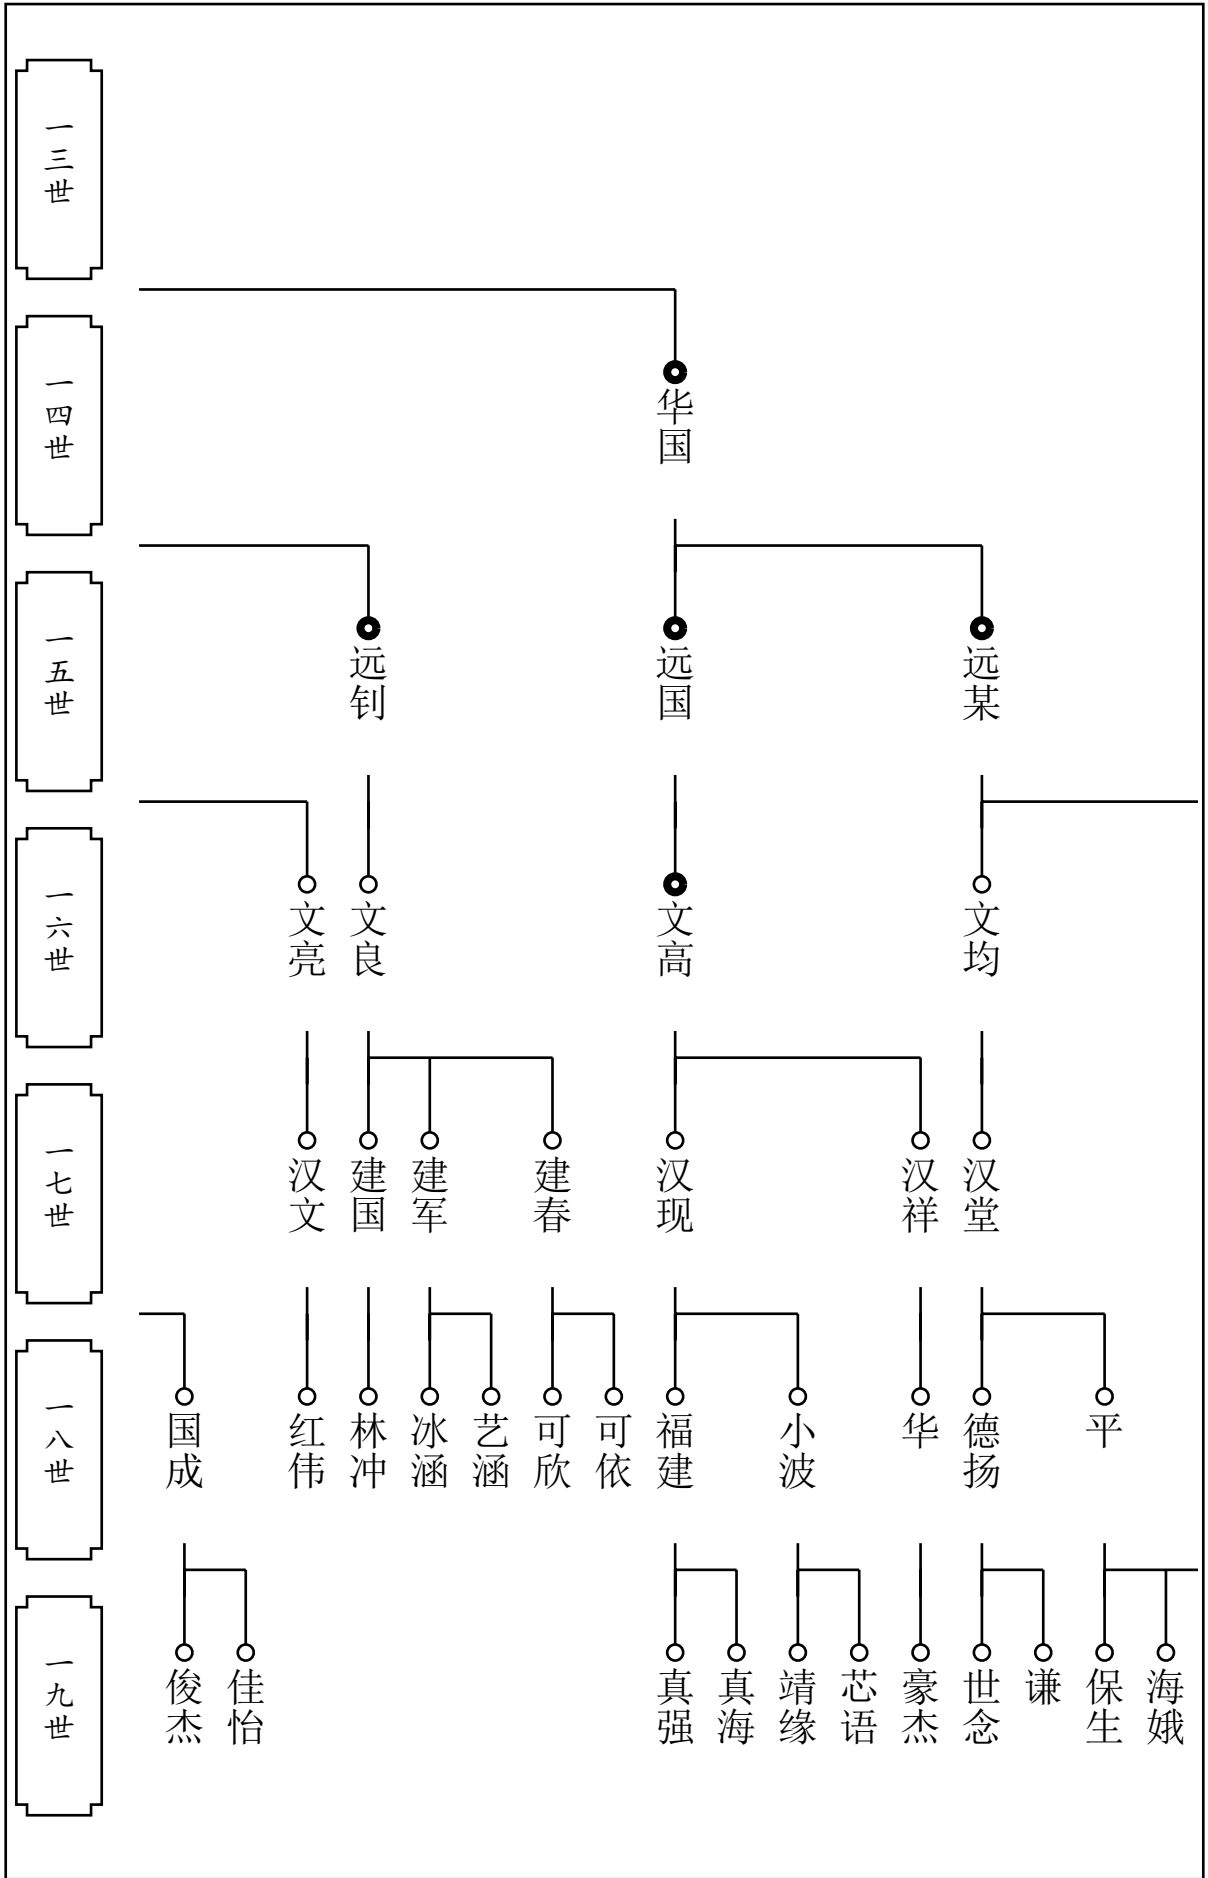 一三世
一四世
华国
一五世
远钊
远国
远某
一六世
文亮
文良
文高
文均
一七世
汉文
建国
建军
建春
汉现
汉祥
汉堂
一八世
国成
红伟
林冲
冰涵
艺涵
可欣
可依
福建
小波
华
德扬
平
一九世
俊杰
佳怡
真强
真海
靖缘
芯语
豪杰
世念
谦
保生
海娥